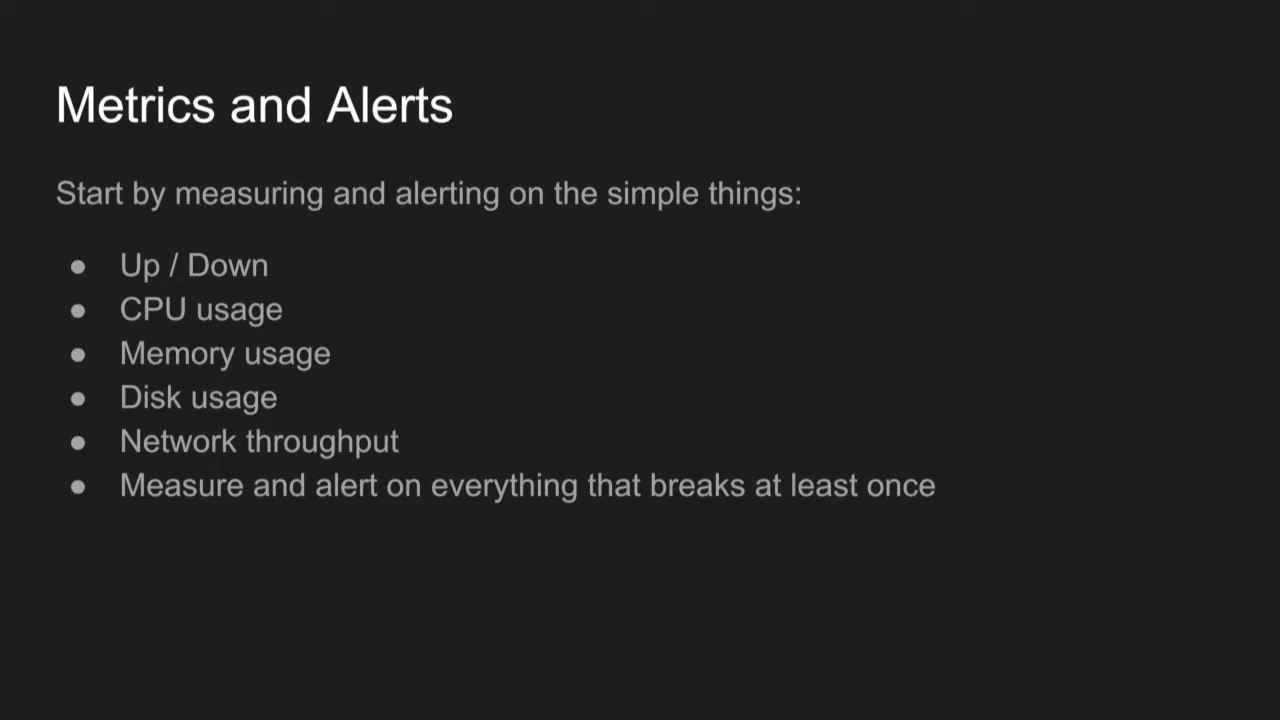 Metrics and Alerts
Start by measuring and alerting on the simple things:
● Up / Down
● CPU usage
● Memory usage
● Disk usage
● Network throughput
● Measure and alert on everything that breaks at least once